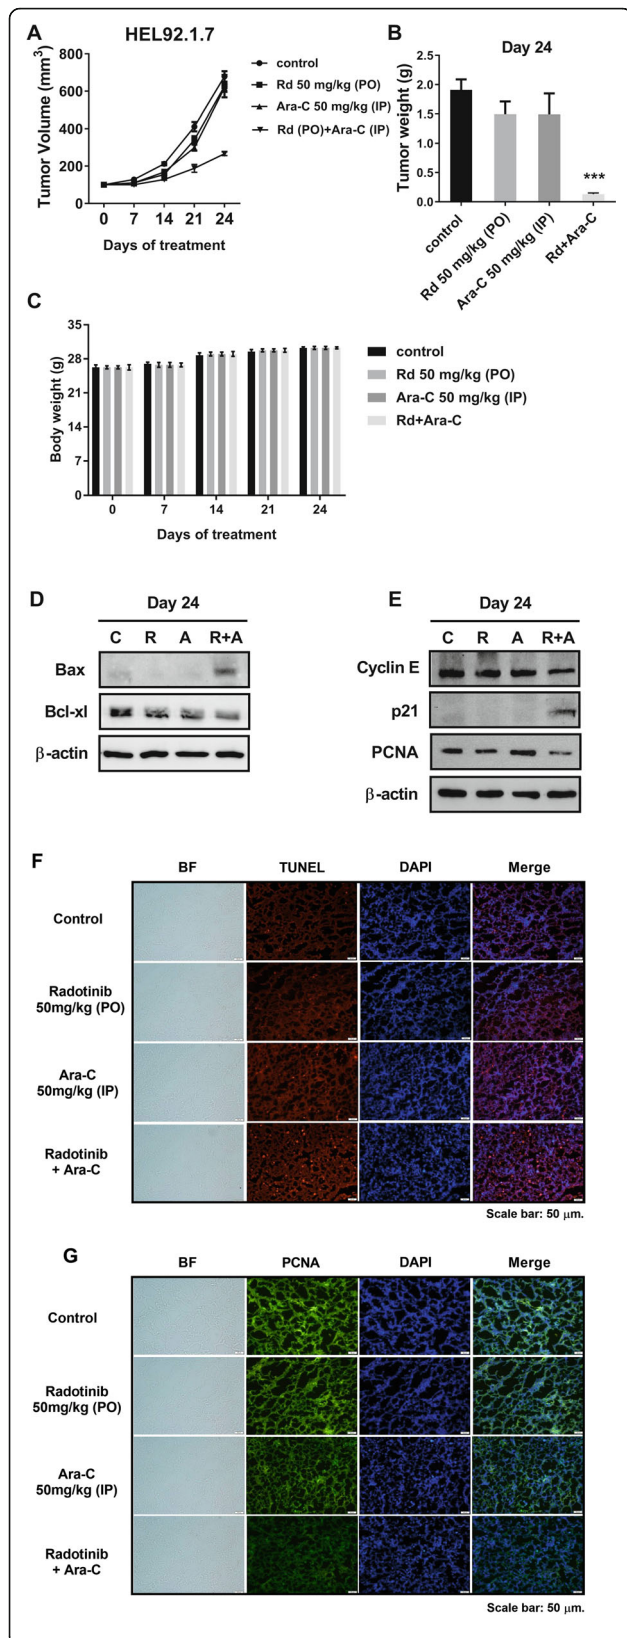 A
HEL92.1.7
Tumor Volume (mm³)
800
600
400
200
0
0 7 14 21 24
Days of treatment
control
Rd 50 mg/kg (PO)
Ara-C 50 mg/kg (IP)
Rd (PO)+Ara-C (IP)
B
Day 24
Tumor weight (g)
2.5
2.0
1.5
1.0
0.5
0.0
***
control
Rd 50 mg/kg (PO)
Ara-C 50 mg/kg (IP)
Rd+Ara-C
C
Body weight (g)
35
28
21
14
7
0
0 7 14 21 24
Days of treatment
control
Rd 50 mg/kg (PO)
Ara-C 50 mg/kg (IP)
Rd+Ara-C
D
Day 24
C R A R+A
Bax
Bcl-xl
β-actin
E
Day 24
C R A R+A
Cyclin E
p21
PCNA
β-actin
F
BF TUNEL DAPI Merge
Control
Radotinib
50mg/kg (PO)
Ara-C
50mg/kg (IP)
Radotinib
+ Ara-C
Scale bar: 50 μm.
G
BF PCNA DAPI Merge
Control
Radotinib
50mg/kg (PO)
Ara-C
50mg/kg (IP)
Radotinib
+ Ara-C
Scale bar: 50 μm.